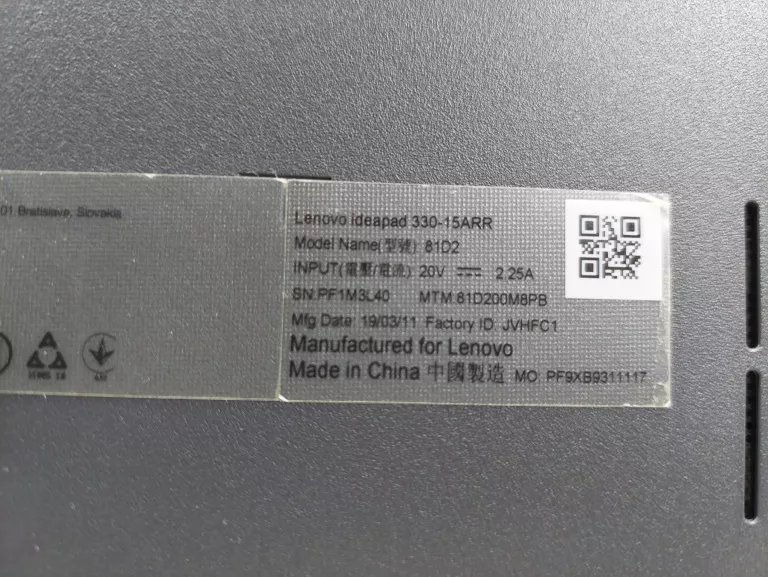 01 Bratislava, Slovakia
Lenovo ideapad 330-15ARR
Model Name(型號) 81D2
INPUT(電壓/電流): 20V ⎓ 2.25A
SN:PF1M3L40 MTM:81D200M8PB
Mfg Date: 19/03/11 Factory ID: JVHFC1
Manufactured for Lenovo
Made in China 中國製造 MO: PF9XB9311117